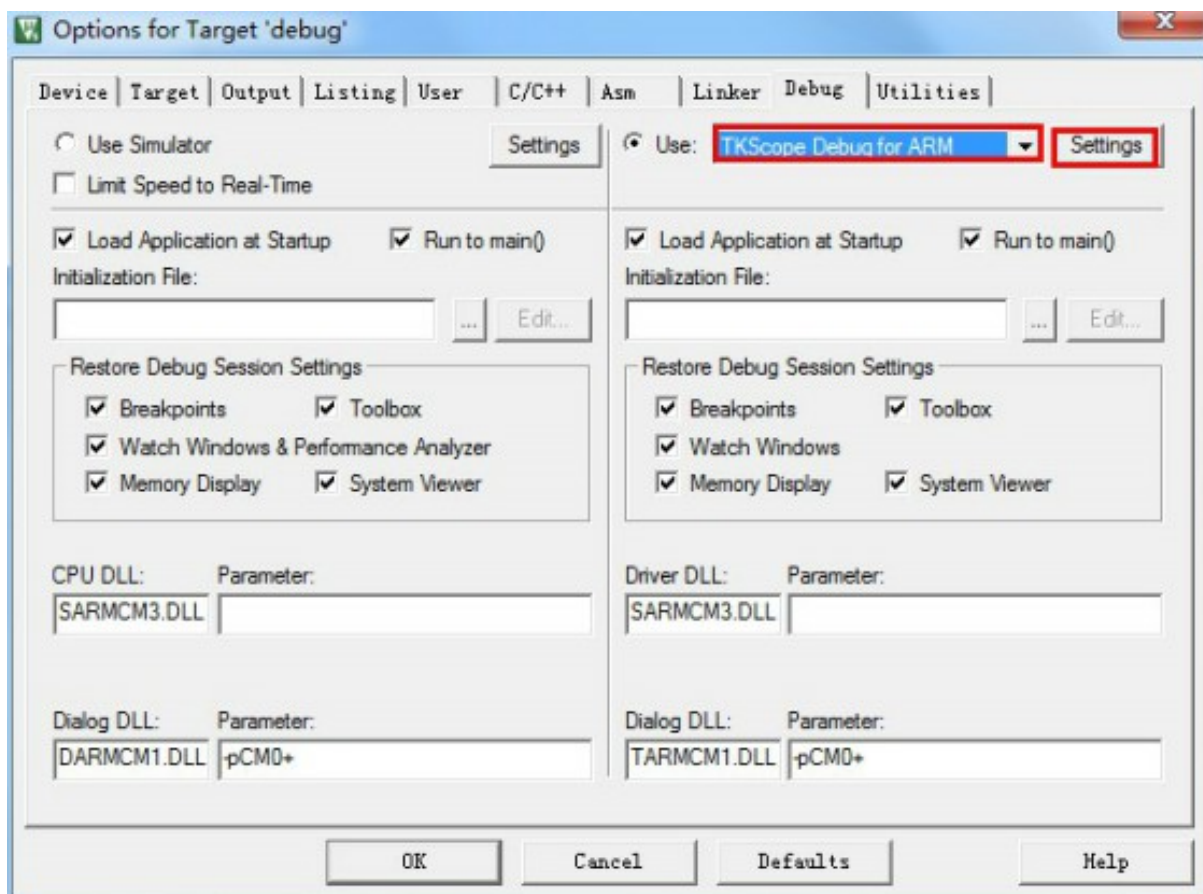 Options for Target 'debug'
Device Target Output Listing User C/C++ Asm Linker Debug Utilities
Use Simulator Settings Use: TKScope Debug for ARM Settings
Limit Speed to Real-Time
Load Application at Startup Run to main() Load Application at Startup Run to main()
Initialization File: Initialization File:
... Edit... ... Edit...
Restore Debug Session Settings Restore Debug Session Settings
Breakpoints Toolbox Breakpoints Toolbox
Watch Windows & Performance Analyzer Watch Windows
Memory Display System Viewer Memory Display System Viewer
CPU DLL: Parameter: Driver DLL: Parameter:
SARMCM3.DLL SARMCM3.DLL
Dialog DLL: Parameter: Dialog DLL: Parameter:
DARMCM1.DLL -pCM0+ TARMCM1.DLL -pCM0+
OK Cancel Defaults Help